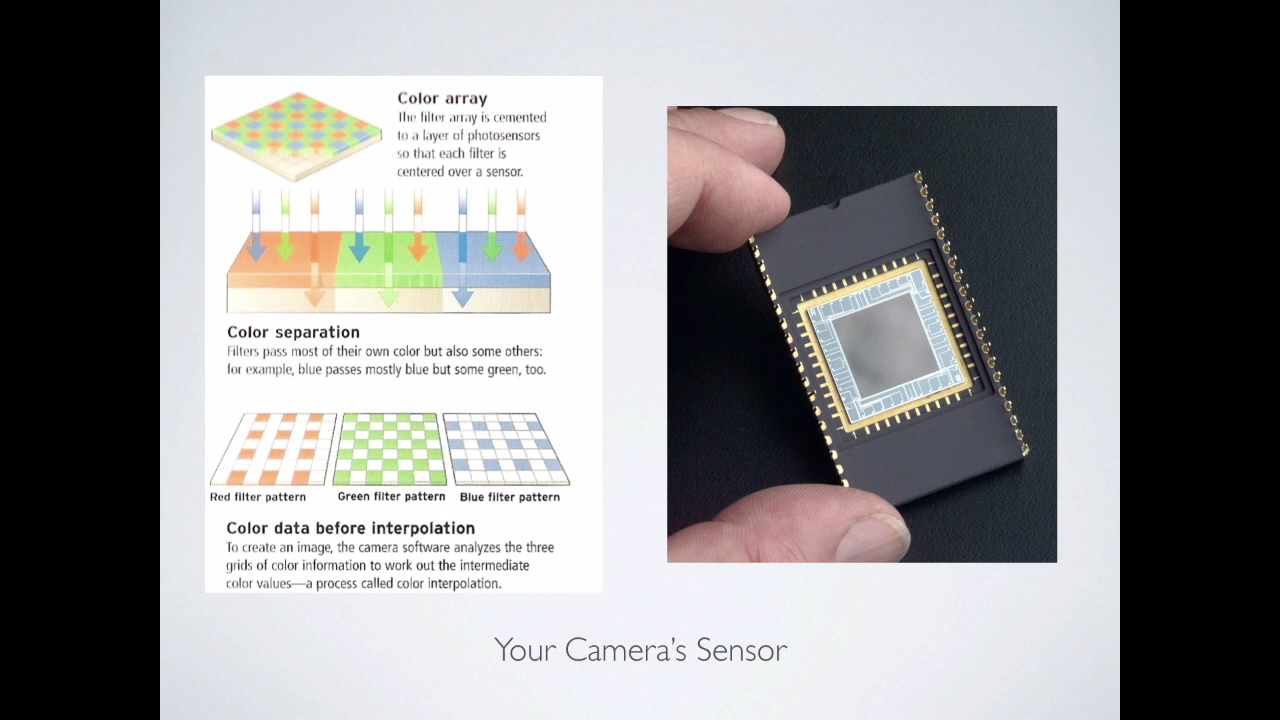 Color array
The filter array is cemented
to a layer of photosensors
so that each filter is
centered over a sensor.
Color separation
Filters pass most of their own color but also some others:
for example, blue passes mostly blue but some green, too.
Red filter pattern
Green filter pattern
Blue filter pattern
Color data before interpolation
To create an image, the camera software analyzes the three
grids of color information to work out the intermediate
color values—a process called color interpolation.
Your Camera's Sensor